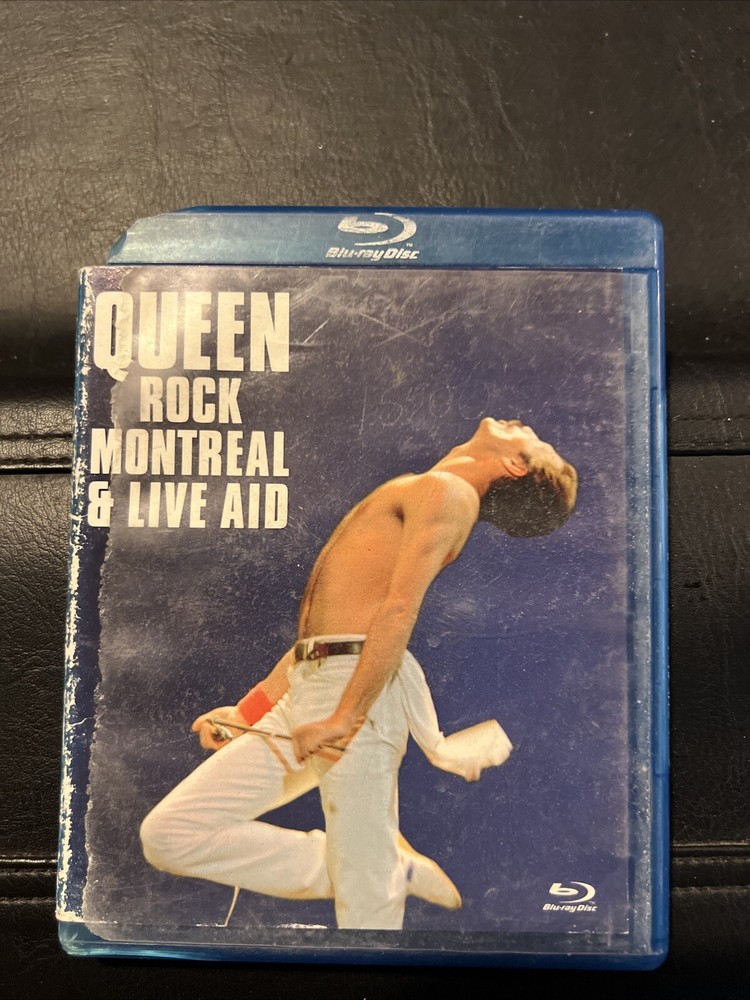 Blu-ray Disc
QUEEN
ROCK
MONTREAL
& LIVE AID
Blu-ray Disc